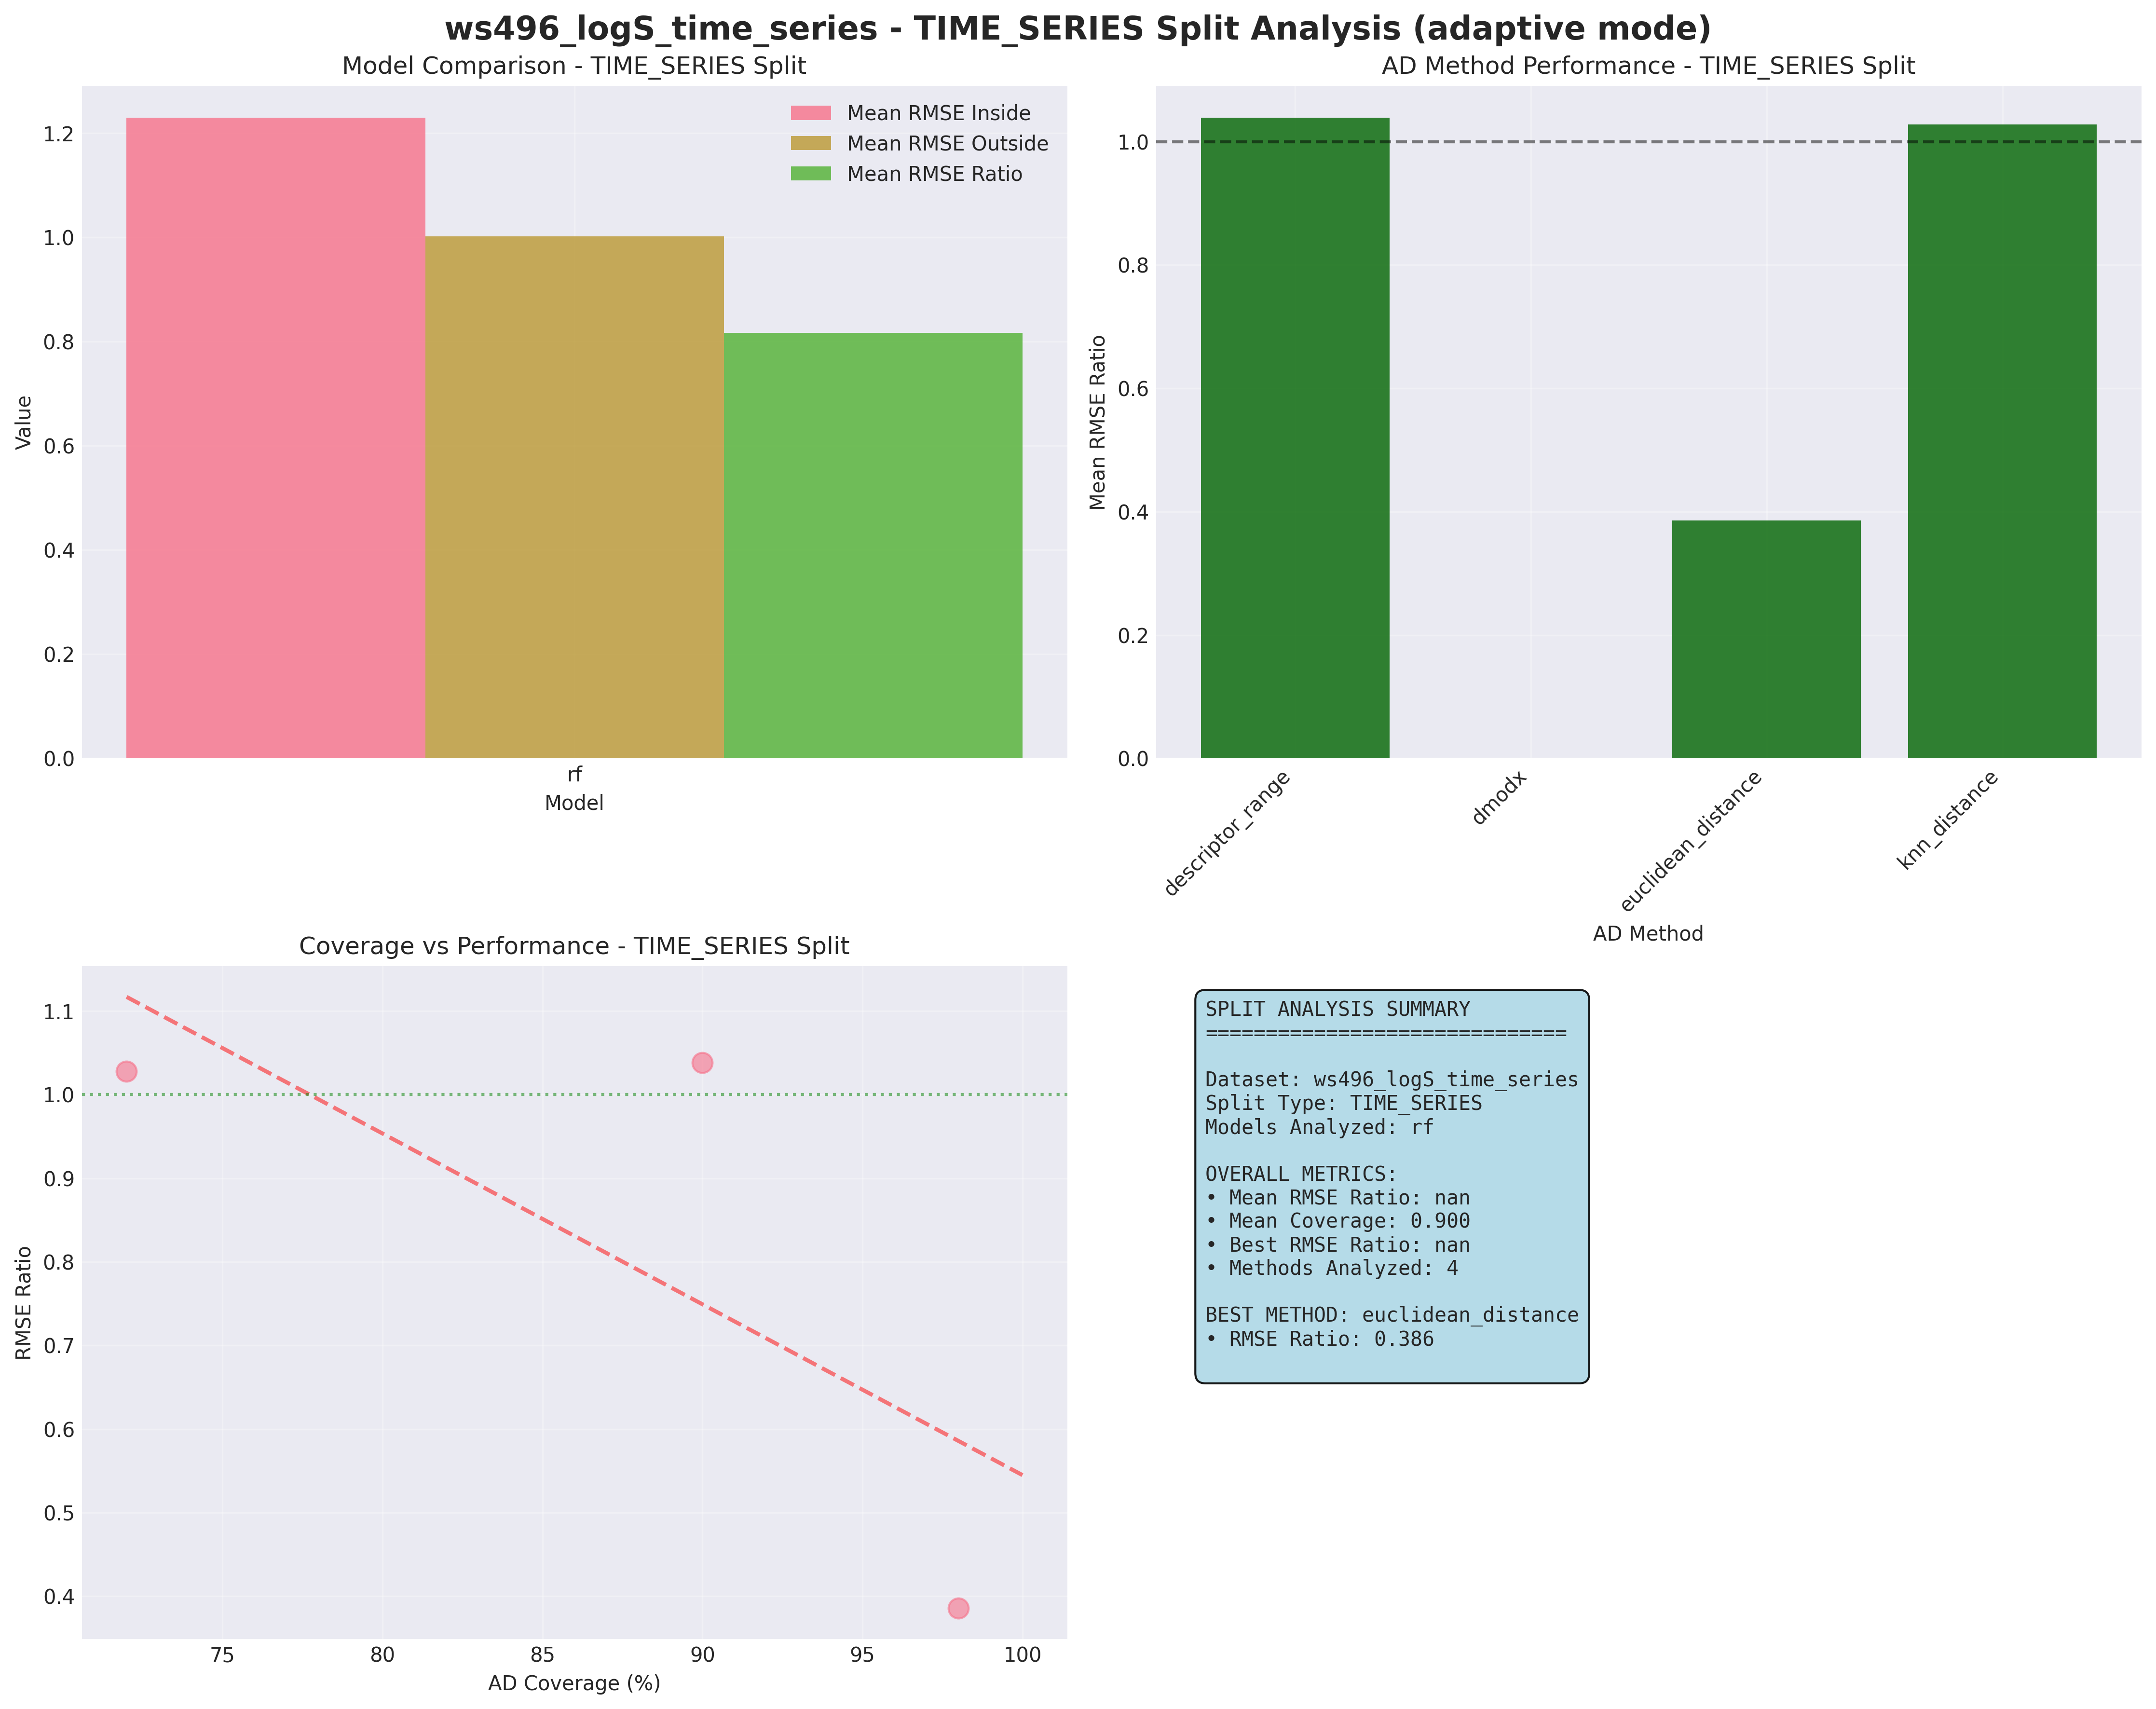 ws496_logS_time_series - TIME_SERIES Split Analysis (adaptive mode)
Model Comparison - TIME_SERIES Split
Mean RMSE Inside
Mean RMSE Outside
Mean RMSE Ratio
Value
1.2
1.0
0.8
0.6
0.4
0.2
0.0
rf
Model
AD Method Performance - TIME_SERIES Split
Mean RMSE Ratio
1.0
0.8
0.6
0.4
0.2
0.0
descriptor_range
dmodx
euclidean_distance
knn_distance
AD Method
Coverage vs Performance - TIME_SERIES Split
RMSE Ratio
1.1
1.0
0.9
0.8
0.7
0.6
0.5
0.4
75
80
85
90
95
100
AD Coverage (%)
SPLIT ANALYSIS SUMMARY
==============================
Dataset: ws496_logS_time_series
Split Type: TIME_SERIES
Models Analyzed: rf
OVERALL METRICS:
• Mean RMSE Ratio: nan
• Mean Coverage: 0.900
• Best RMSE Ratio: nan
• Methods Analyzed: 4
BEST METHOD: euclidean_distance
• RMSE Ratio: 0.386